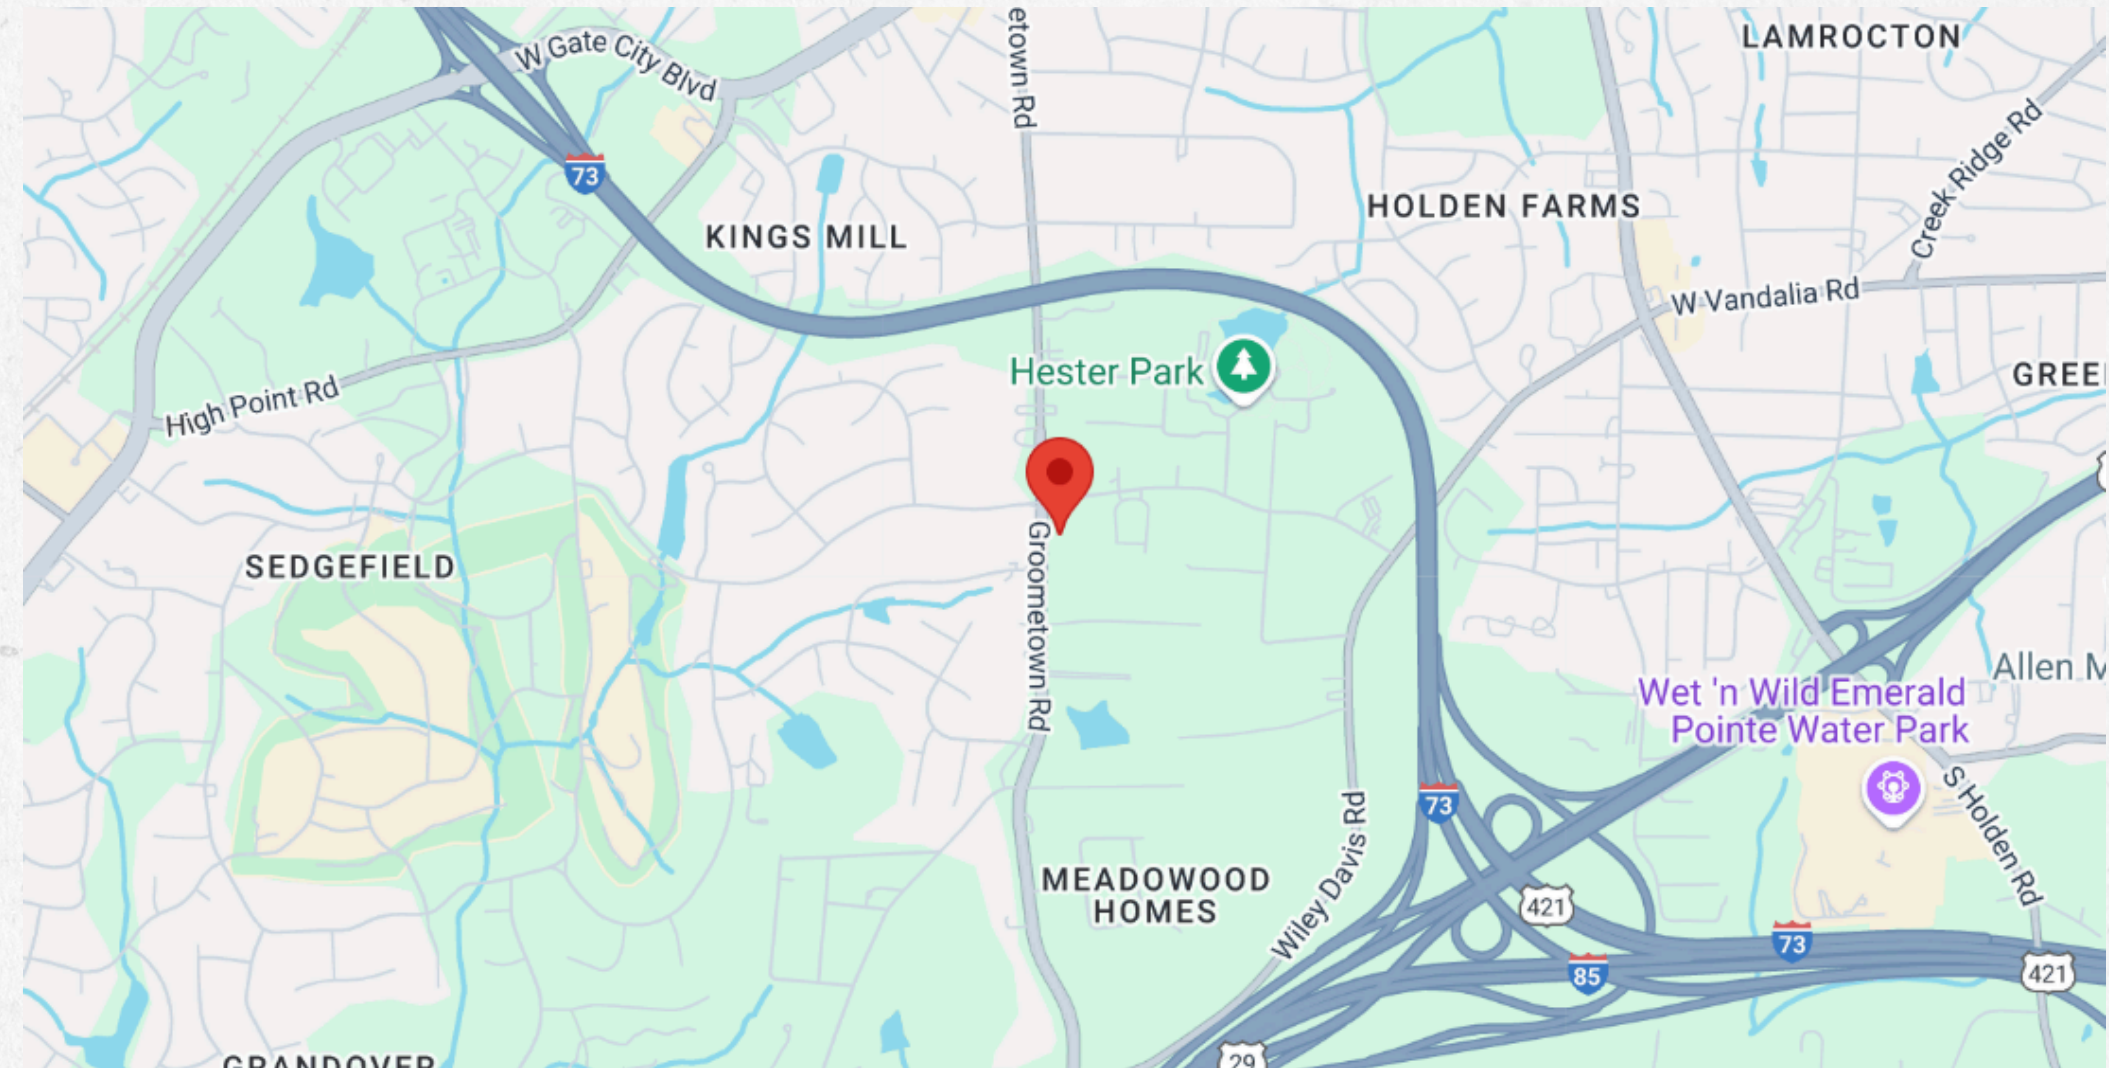 W Gate City Blvd
etown Rd
LAMROCTON
73
Creek Ridge Rd
KINGS MILL
HOLDEN FARMS
W Vandalia Rd
Hester Park
High Point Rd
GREE
SEDGEFIELD
Groometown Rd
Allen M
Wet 'n Wild Emerald
Pointe Water Park
73
S Holden Rd
Wiley Davis Rd
MEADOWOOD
HOMES
421
73
85
421
29
GRANDOVER